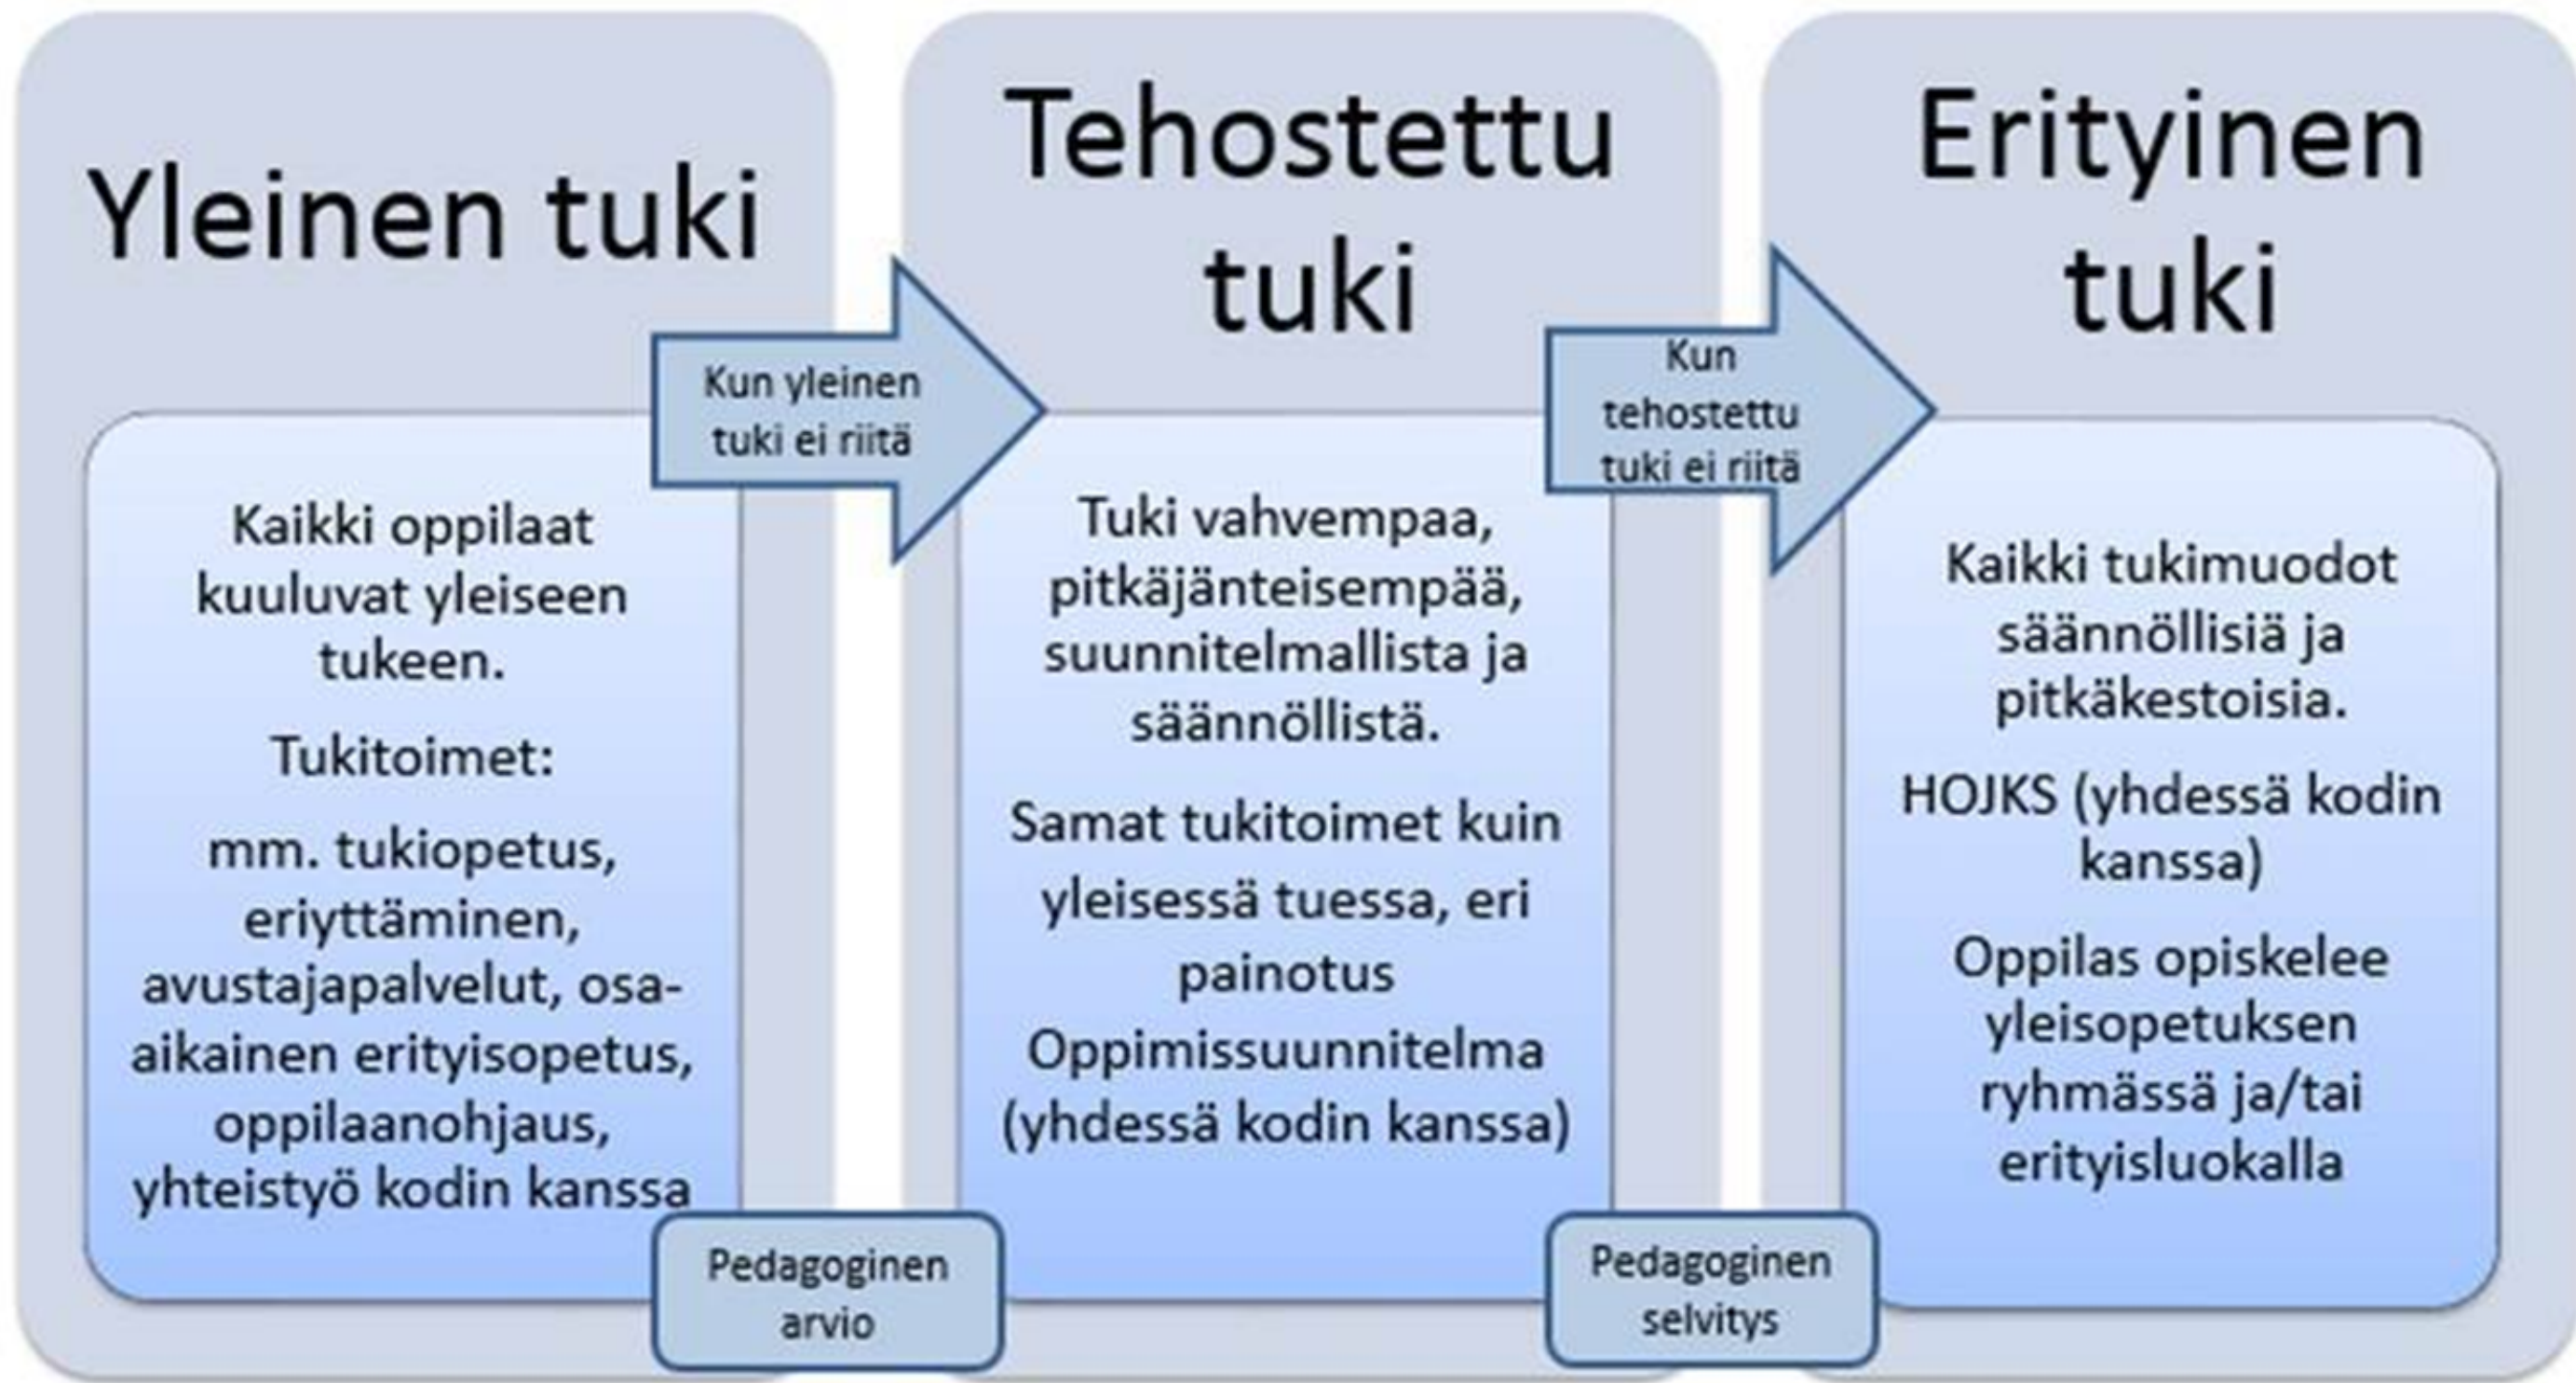 Yleinen tuki
Kaikki oppilaat
kuuluvat yleiseen
tukeen.
Tukitoimet:
mm. tukiopetus,
eriyttäminen,
avustajapalvelut, osa-
aikainen erityisopetus,
oppilaanohjaus,
yhteistyö kodin kanssa
Kun yleinen
tuki ei riitä
Pedagoginen
arvio
Tehostettu
tuki
Tuki vahvempaa,
pitkäjänteisempää,
suunnitelmallista ja
säännöllistä.
Samat tukitoimet kuin
yleisessä tuessa, eri
painotus
Oppimissuunnitelma
(yhdessä kodin kanssa)
Kun
tehostettu
tuki ei riitä
Pedagoginen
selvitys
Erityinen
tuki
Kaikki tukimuodot
säännöllisiä ja
pitkäkestoisia.
HOJKS (yhdessä kodin
kanssa)
Oppilas opiskelee
yleisopetuksen
ryhmässä ja/tai
erityisluokalla